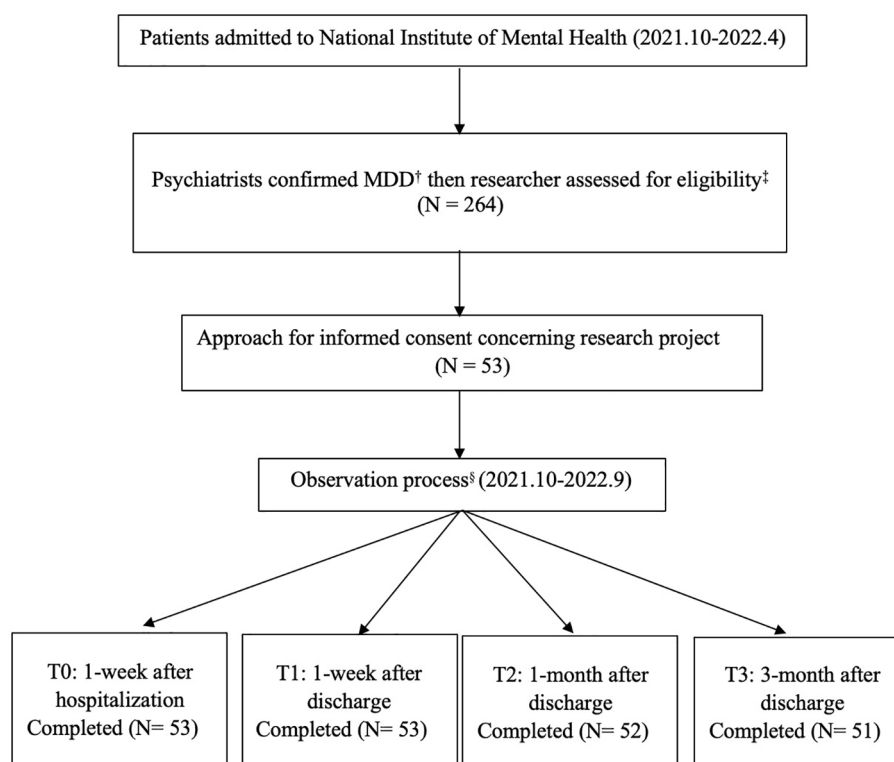 Patients admitted to National Institute of Mental Health (2021.10-2022.4)
Psychiatrists confirmed MDD† then researcher assessed for eligibility‡
(N = 264)
Approach for informed consent concerning research project
(N = 53)
Observation process§ (2021.10-2022.9)
T0: 1-week after
hospitalization
Completed (N= 53)
T1: 1-week after
discharge
Completed (N= 53)
T2: 1-month after
discharge
Completed (N= 52)
T3: 3-month after
discharge
Completed (N= 51)